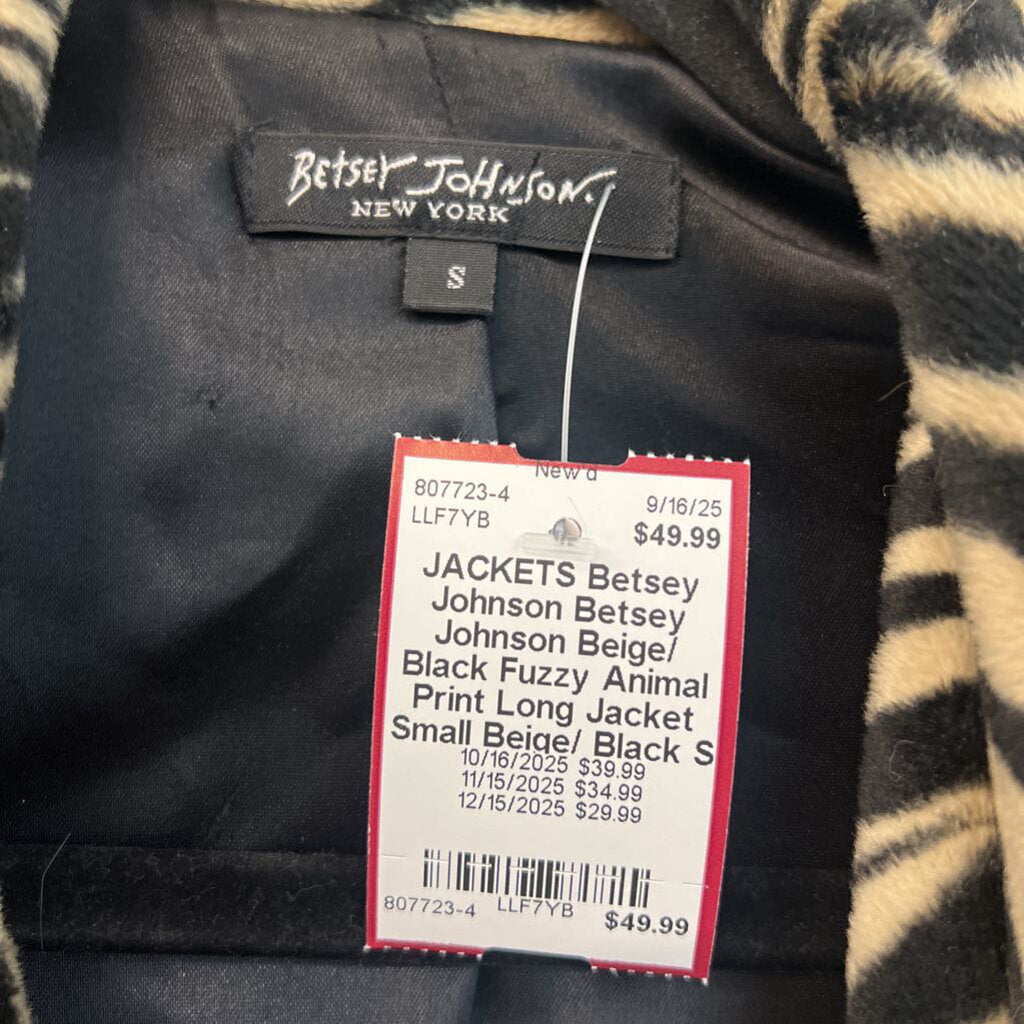 BETSEY JOHNSON.
NEW YORK
S
New'd
807723-4
9/16/25
LLF7YB
$49.99
JACKETS Betsey
Johnson Betsey
Johnson Beige/
Black Fuzzy Animal
Print Long Jacket
Small Beige/ Black S
10/16/2025 $39.99
11/15/2025 $34.99
12/15/2025 $29.99
807723-4 LLF7YB $49.99